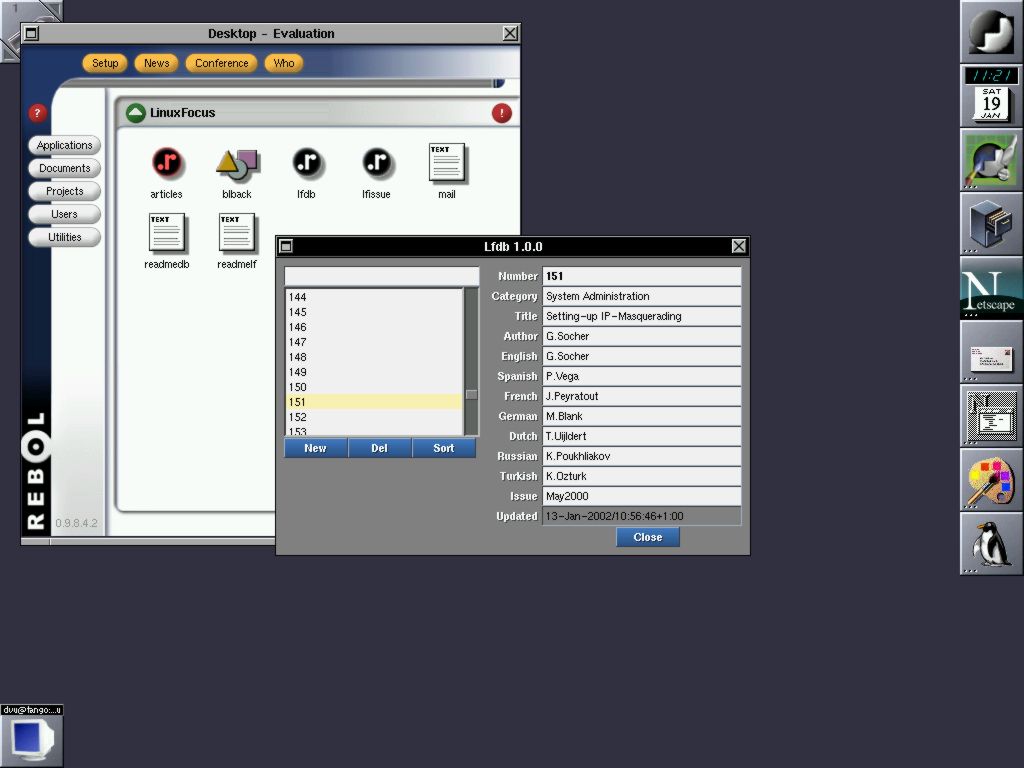 1
Desktop - Evaluation
Setup News Conference Who
LinuxFocus
? !
Applications
Documents
Projects
Users
Utilities
TEXT
articles blback lfdb lfissue mail
TEXT TEXT
readmedb readmelf
REBOL
0.9.8.4.2
Lfdb 1.0.0
144
145
146
147
148
149
150
151
152
153
New Del Sort
Number 151
Category System Administration
Title Setting-up IP-Masquerading
Author G.Socher
English G.Socher
Spanish P.Vega
French J.Peyratout
German M.Blank
Dutch T.Uijldert
Russian K.Poukhliakov
Turkish K.Ozturk
Issue May2000
Updated 13-Jan-2002/10:56:46+1:00
Close
11:21
SAT
19
JAN
Netscape
N
dvu@tango:...u